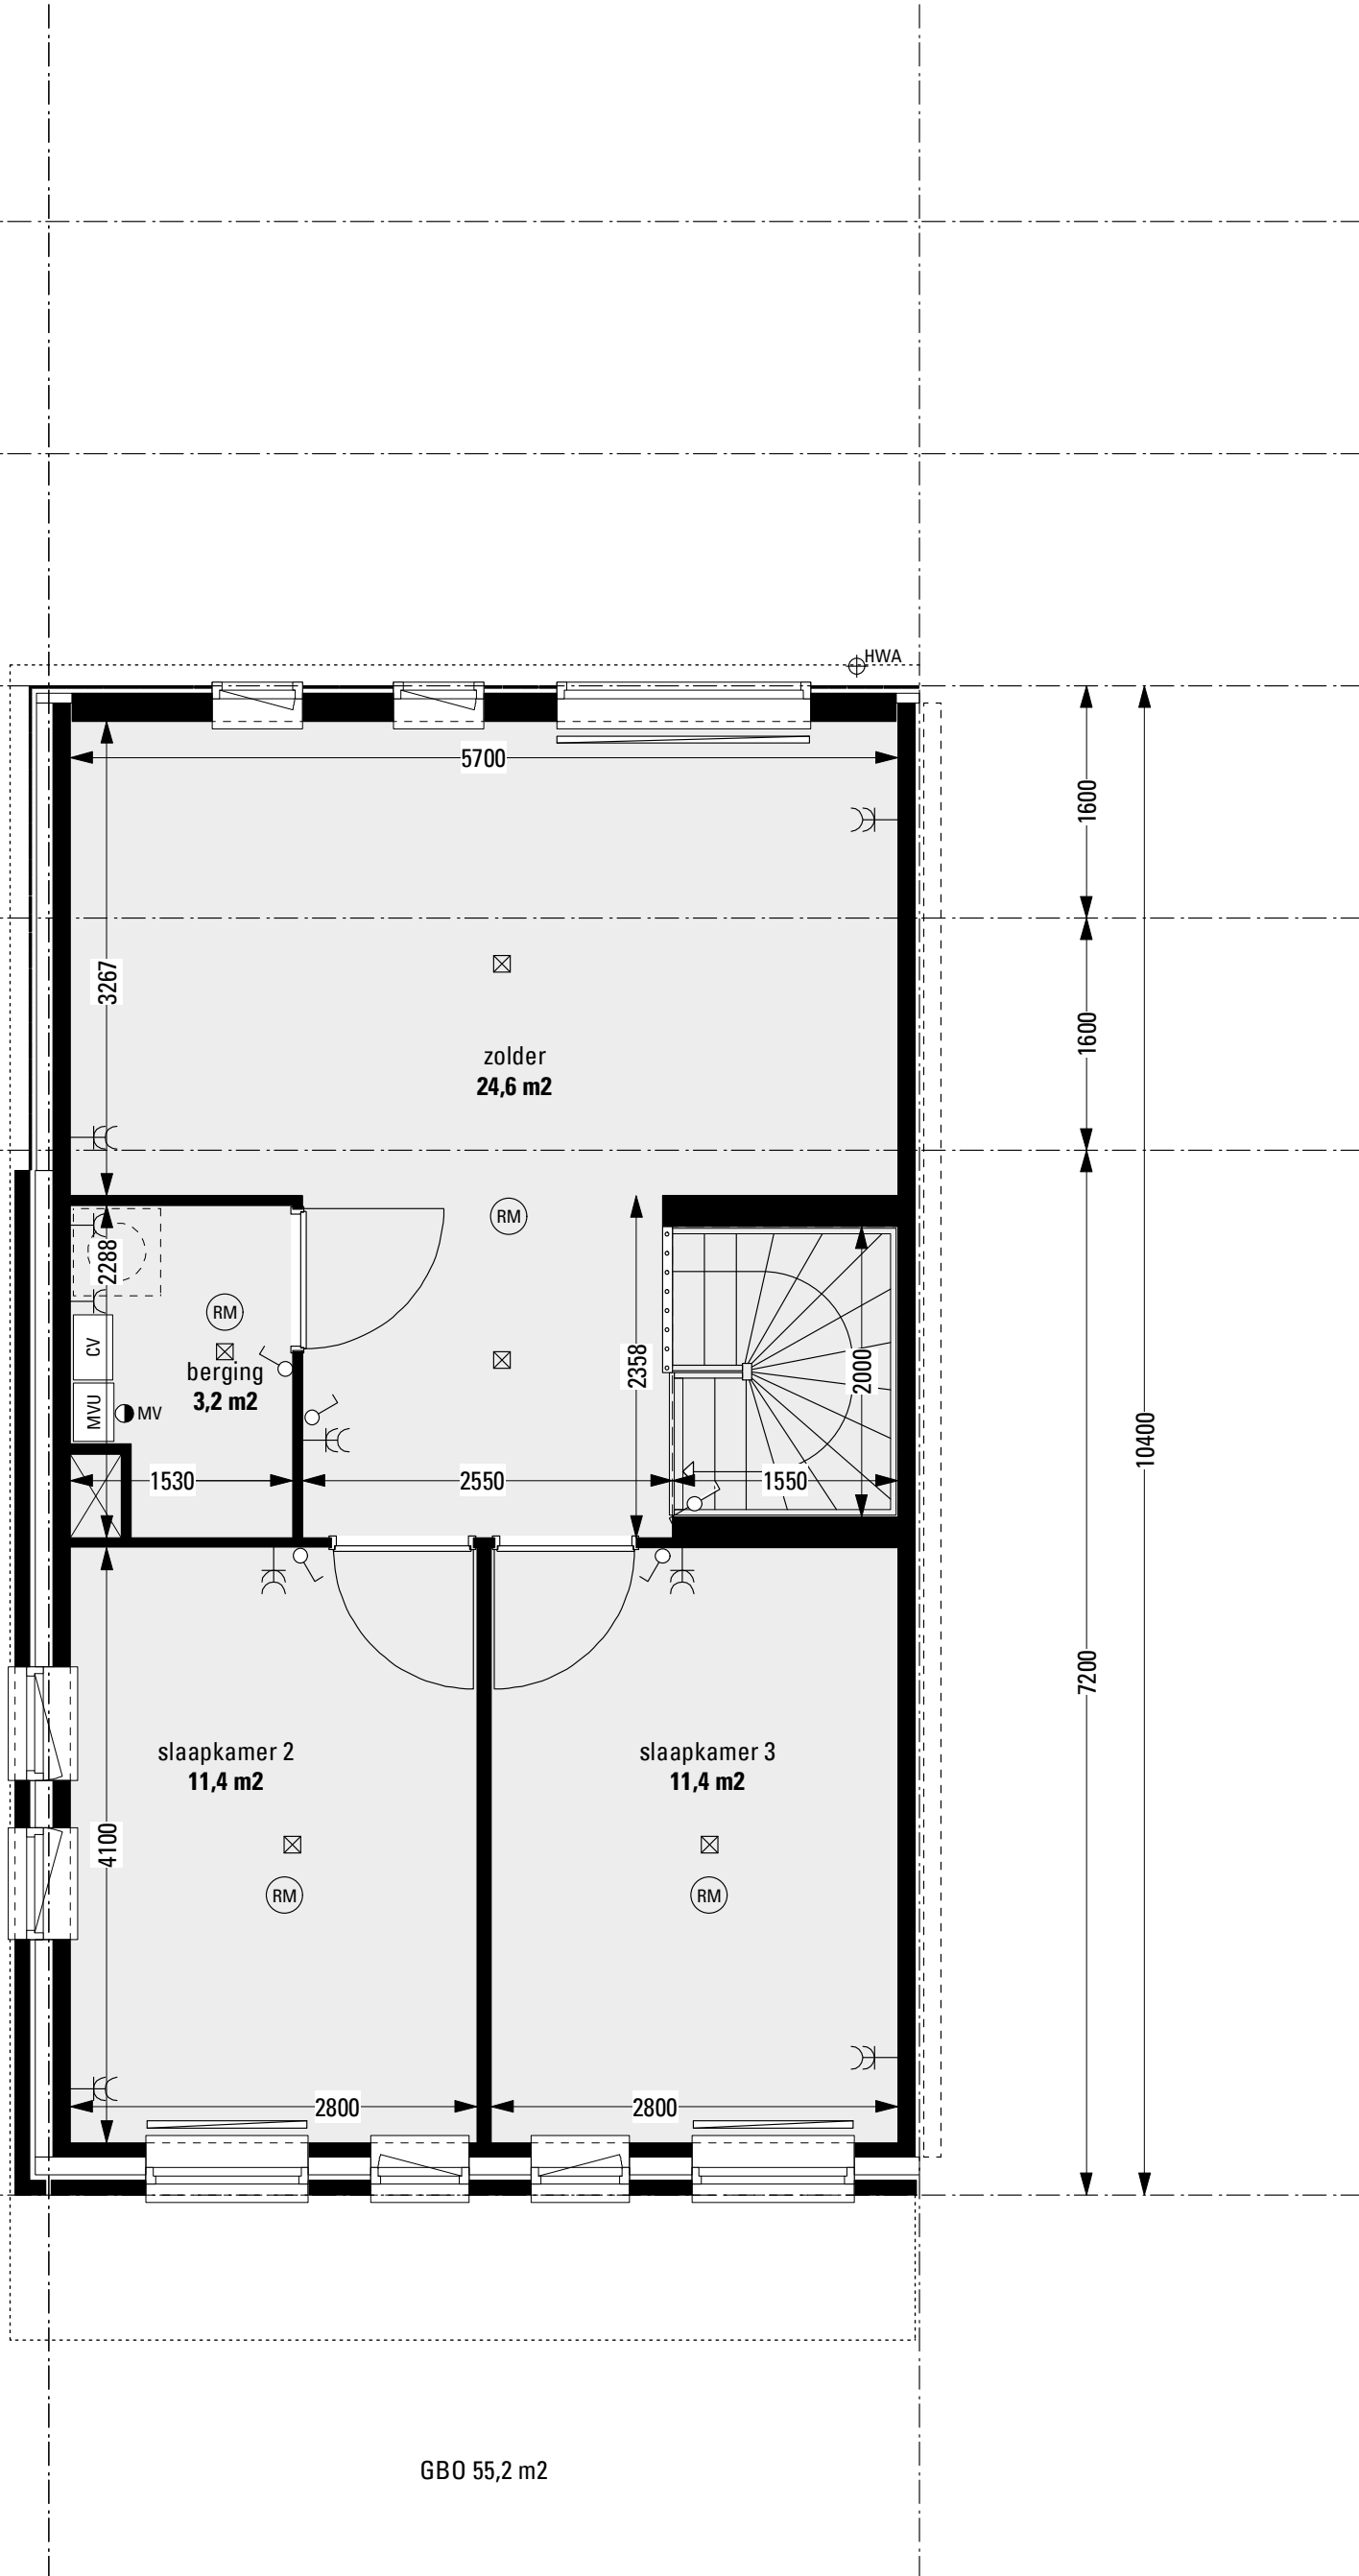 HWA
5700
1600
3267
1600
zolder
24,6 m2
RM
2288
RM
CV
berging
3,2 m2
MVU
MV
2358
2000
10400
1530
2550
1550
7200
slaapkamer 2
11,4 m2
slaapkamer 3
11,4 m2
4100
RM
RM
2800
2800
GBO 55,2 m2